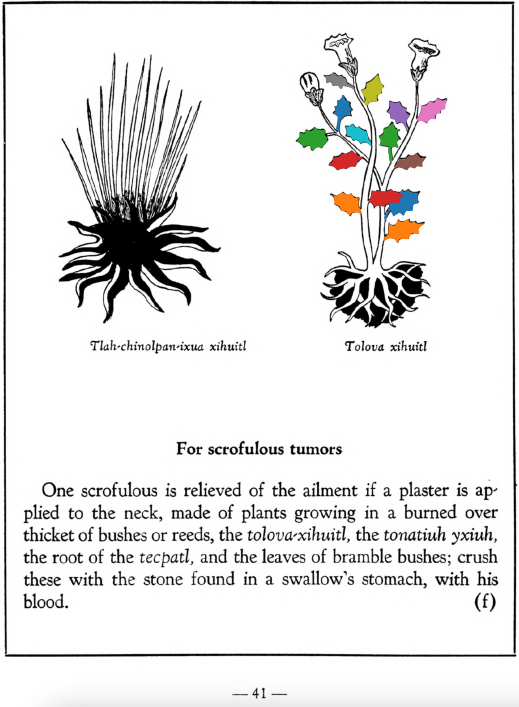 Tlah-chinolpan-ixua xihuitl
Tolova xihuitl
For scrofulous tumors
One scrofulous is relieved of the ailment if a plaster is ap-
plied to the neck, made of plants growing in a burned over
thicket of bushes or reeds, the tolova-xihuitl, the tonatiuh yxiuh,
the root of the tecpatl, and the leaves of bramble bushes; crush
these with the stone found in a swallow's stomach, with his
blood. (f)
— 41 —